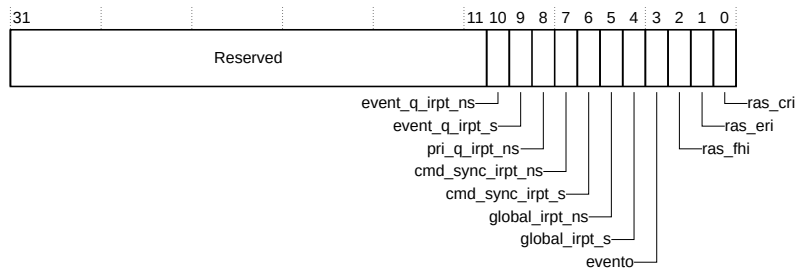 31 11 10 9 8 7 6 5 4 3 2 1 0
Reserved
event_q_irpt_ns ras_cri
event_q_irpt_s ras_eri
pri_q_irpt_ns ras_fhi
cmd_sync_irpt_ns
cmd_sync_irpt_s
global_irpt_ns
global_irpt_s
evento